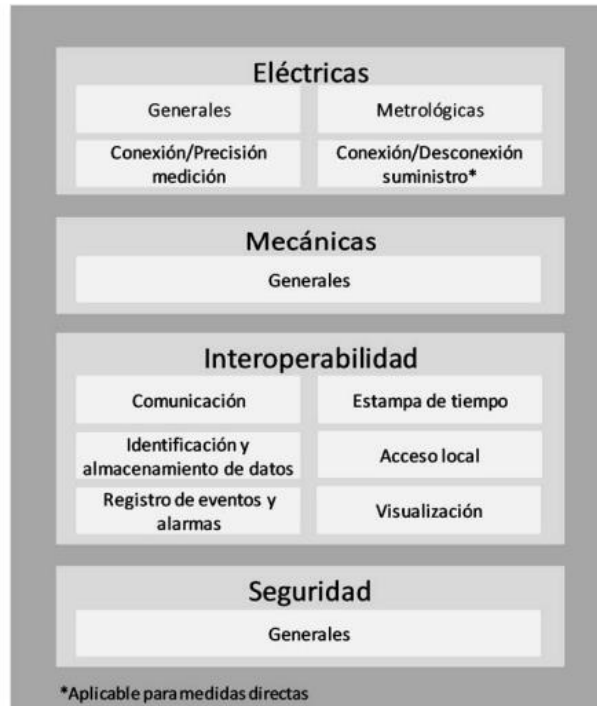 Eléctricas
Generales
Metrológicas
Conexión/Precisión
medición
Conexión/Desconexión
suministro*
Mecánicas
Generales
Interoperabilidad
Comunicación
Estampa de tiempo
Identificación y
almacenamiento de datos
Acceso local
Registro de eventos y
alarmas
Visualización
Seguridad
Generales
*Aplicable para medidas directas